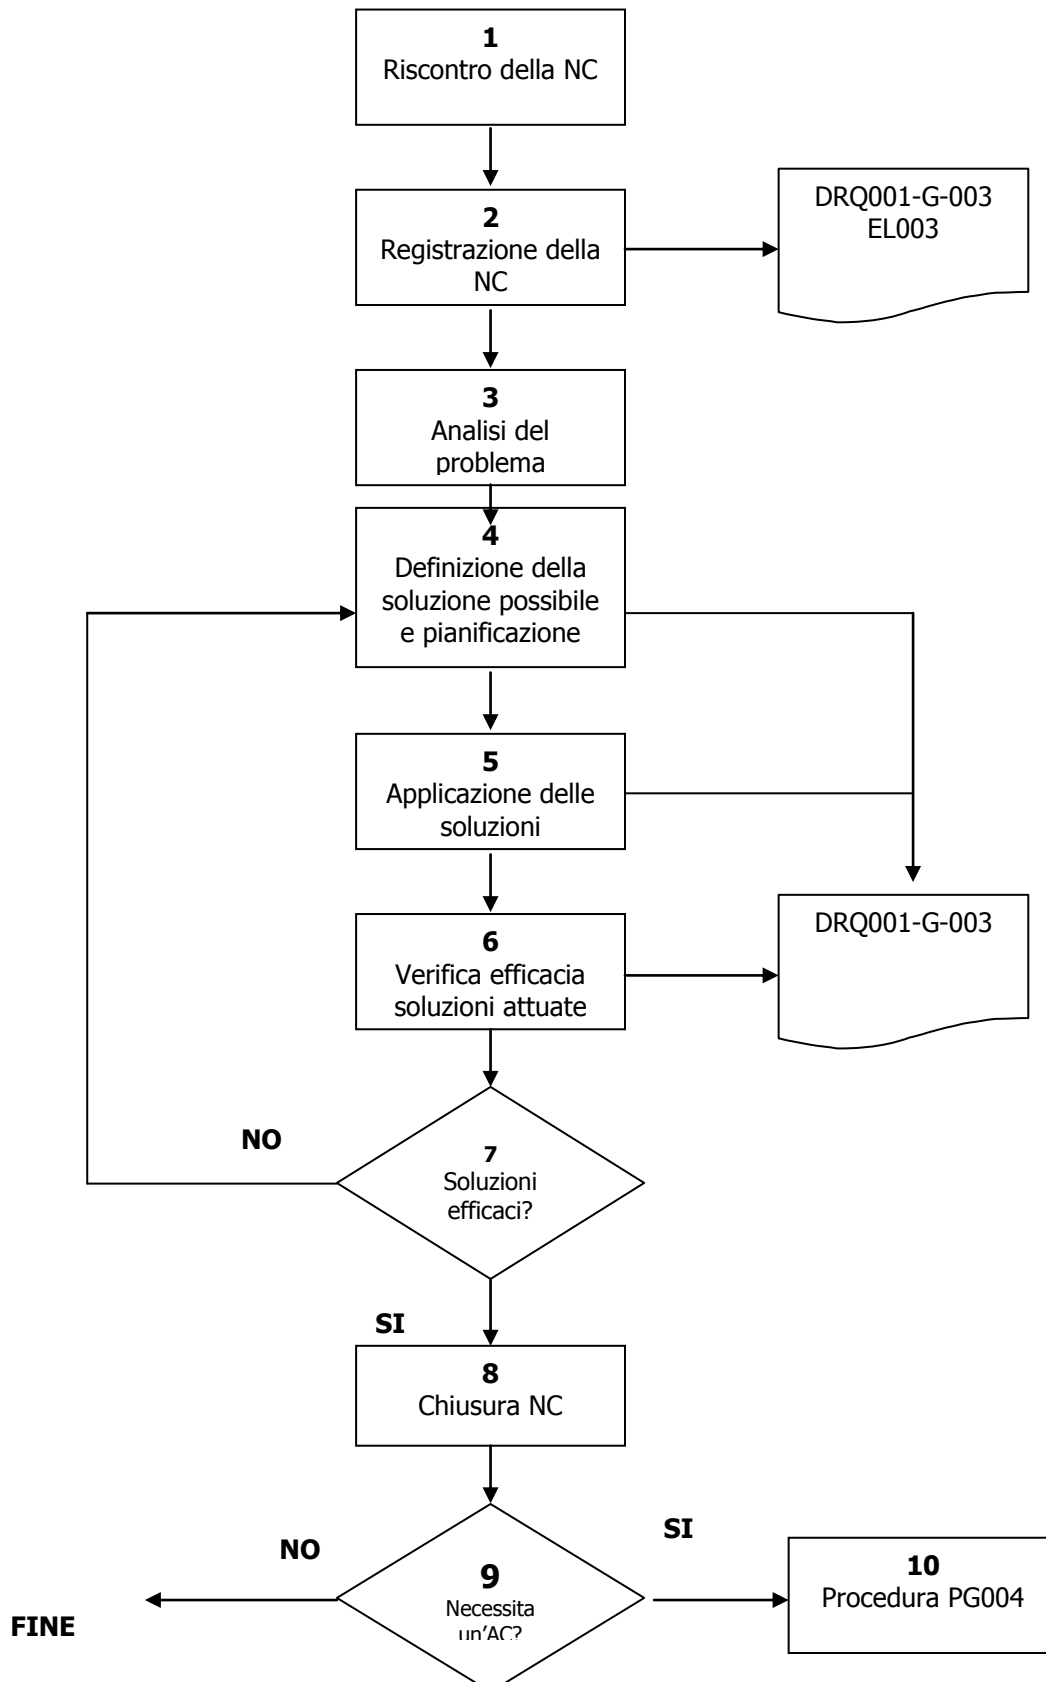 1
Riscontro della NC
2
Registrazione della
NC
DRQ001-G-003
EL003
3
Analisi del
problema
4
Definizione della
soluzione possibile
e pianificazione
5
Applicazione delle
soluzioni
6
Verifica efficacia
soluzioni attuate
DRQ001-G-003
NO
7
Soluzioni
efficaci?
SI
8
Chiusura NC
NO
SI
9
Necessita
un'AC?
10
Procedura PG004
FINE